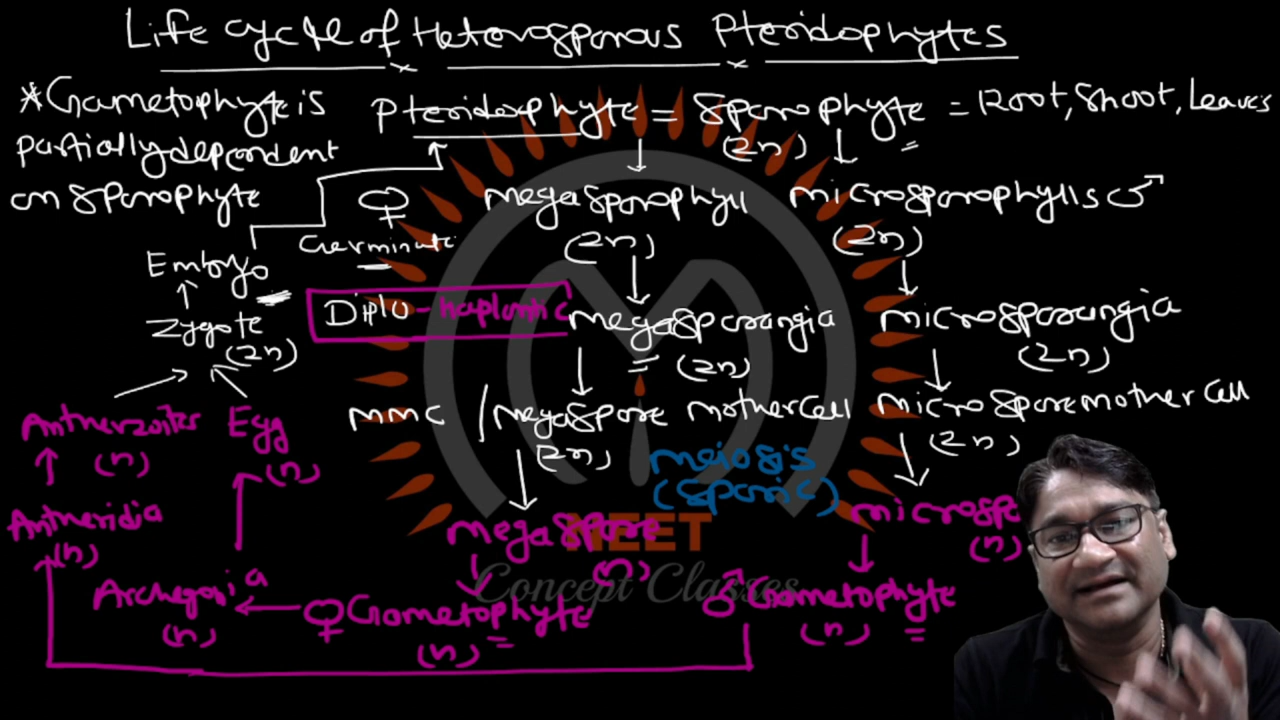 Life cycle of Heterosporous Pteridophytes
*Gametophyte is
partially dependent
on sporophyte
Pteridophyte = Sporophyte = Root, Shoot, Leaves
(2n)
♀ megasporophyll microsporophylls ♂
(2n) (2n)
Germinati
Embryo
Zygote
(2n)
Diplo-haplontic
megasporangia microsporangia
(2n) (2n)
mmc / megaspore mother cell microspore mother cell
(2n) (2n)
Antherzoites Egg
(n) (n)
meiosis
(sporic)
megaspore microspo
(n) (n)
Antheridia
(n)
Archegonia
(n)
♀ Gametophyte
(n)
♂ Gametophyte
(n)
NEET
Concept Classes